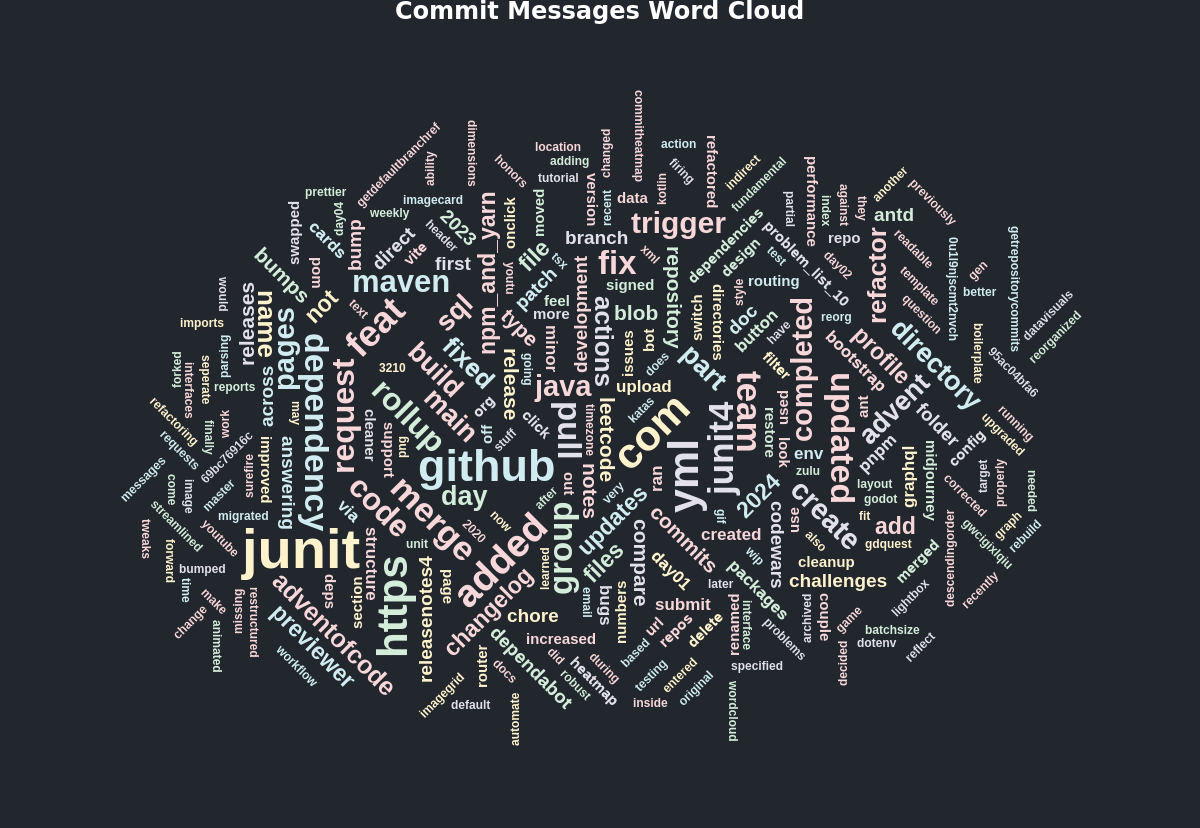 Commit Messages Word Cloud
commitheatmap
dimensions
getdefaultbranchref
ability
honors
location
adding
tutorial
changed
action
firing
refactored
indirect
fundamental
performance
another
previously
prettier
day04
imagecard
weekly
header
2023
npm_and_yarn
onclick
moved
version
recent
data
kotlin
trigger
partial
index
against
they
antd
readable
swapped
cards
bump
direct
vite
first
file
tsx
branch
fix
xml
repository
dependencies
design
test
problem_list_10
day02
repo
refactor
template
question
0u19njscmt2nvch
gen
better
getrepositorycommits
datavisuals
reorganized
bumps
pom
not
text
maven
sql
type
yutori
patch
feel
more
minor
development
signed
actions
blob
issues
bot
switch
directories
style
doc
routing
button
have
reorg
would
imports
parsing
releases
name
pages
feat
fixed
build
release
going
java
upload
does
part
filter
completed
bootstrap
profile
directory
boilerplate
95ac04bfa6
forked
interfaces
seperate
reports
across
dependency
request
3210
rollup
main
org
off
click
stuff
llnd
timezone
leetcode
katas
com
team
restore
pesn
look
updatedn
ant
advent
folder
config
running
upgraded
refactoring
requests
finally
work
may
cleaner
support
pug
github
day
out
notes
very
ran
yml
junit4
env
zulu
2024
pnpm
layout
godot
graphql
midjourney
corrected
target
properly
needed
messages
come
image
master
69bc76916c
surefire
improved
answering
via
code
merge
2020
now
after
added
group
updates
commits
gif
created
codewars
use
create
fit
add
gdquest
also
gwcgixlqiu
graph
rebuild
tweaks
streamlined
youtube
migrated
junit
structure
unit
https
learned
files
compare
day01
wip
packages
cleanup
challenges
merged
descendingorder
recently
forward
time
bumped
make
change
missing
restructured
animated
adventofcode
deps
section
releasenotes4
page
changelog
chore
email
bugs
numbers
submit
later
delete
renamed
interface
problems
archived
couple
game
lightbox
batchsize
dotenv
reflect
previewer
workflow
router
docs
dependabot
increased
did
robust
heatmap
during
based
url
repos
testing
entered
original
specified
decided
imagegrid
default
automate
inside
wordcloud